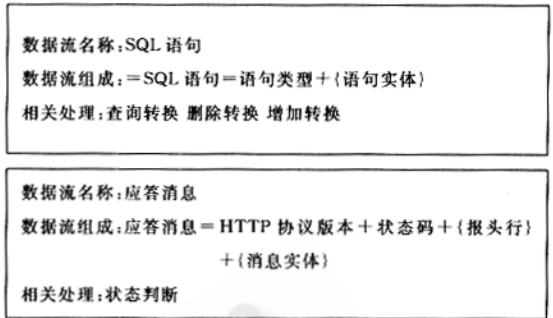 数据流名称:SQL 语句
数据流组成:=SQL 语句=语句类型+{语句实体}
相关处理:查询转换 删除转换 增加转换
数据流名称:应答消息
数据流组成:应答消息=HTTP 协议版本+状态码+{报头行}
+{消息实体}
相关处理:状态判断